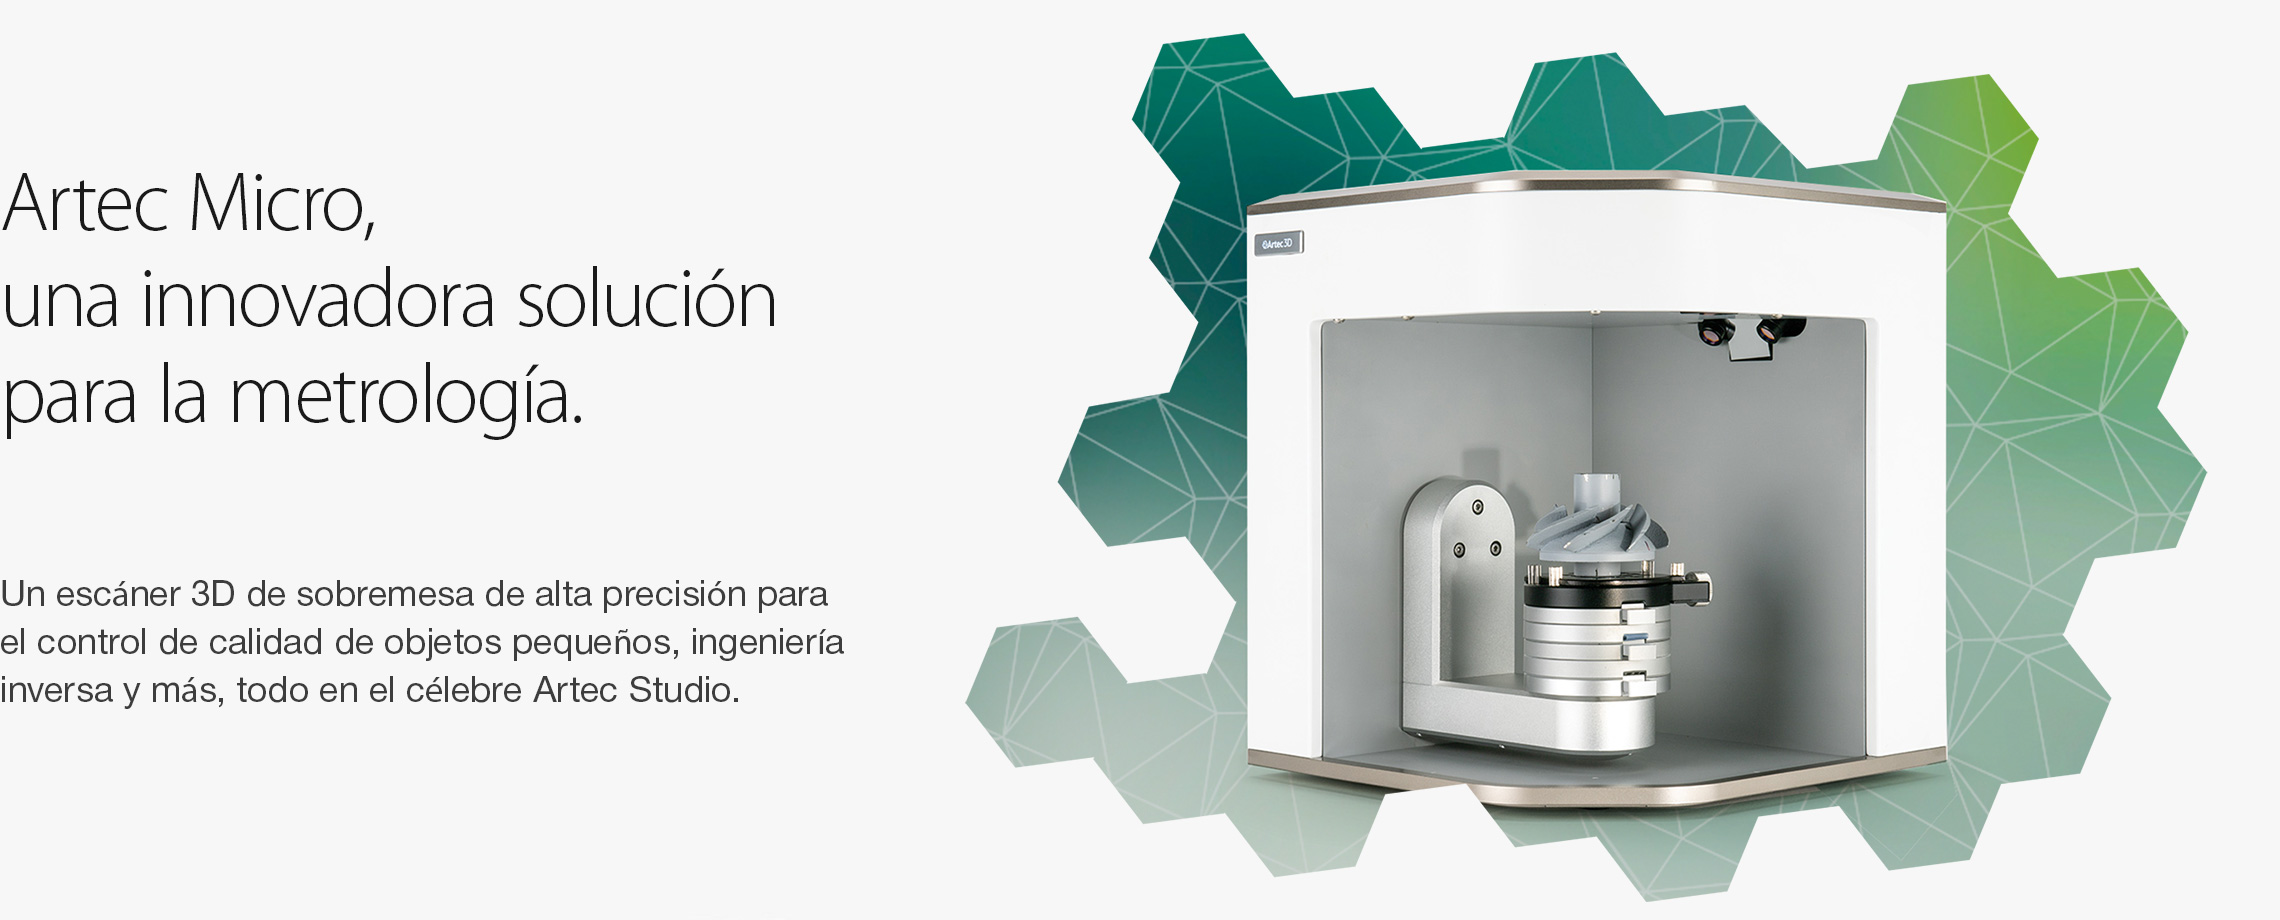 Artec Micro,
una innovadora solución
para la metrología.
Un escáner 3D de sobremesa de alta precisión para
el control de calidad de objetos pequeños, ingeniería
inversa y más, todo en el célebre Artec Studio.
Artec 3D